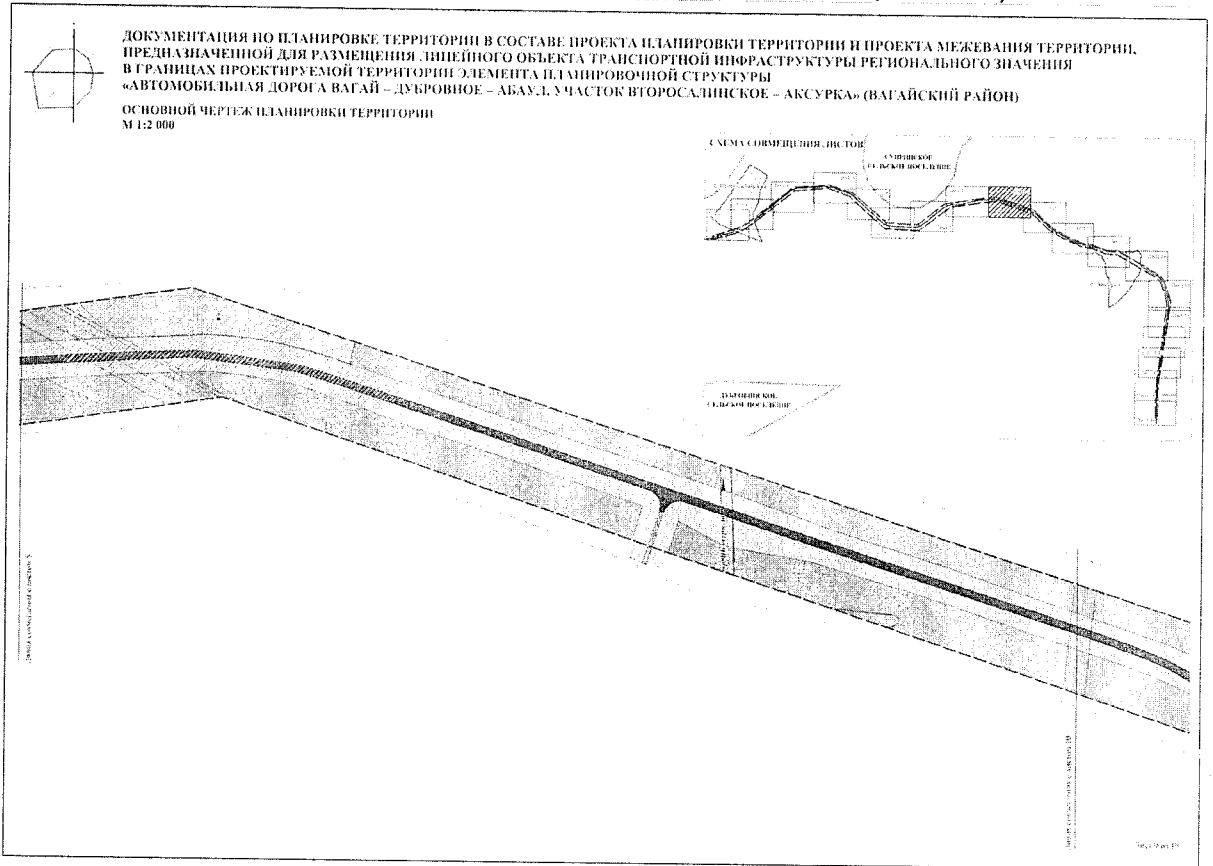 ДОКУМЕНТАЦИЯ ПО ПЛАНИРОВКЕ ТЕРРИТОРИИ В СОСТАВЕ ПРОЕКТА ПЛАНИРОВКИ ТЕРРИТОРИИ И ПРОЕКТА МЕЖЕВАНИЯ ТЕРРИТОРИИ,
ПРЕДНАЗНАЧЕННОЙ ДЛЯ РАЗМЕЩЕНИЯ ЛИНЕЙНОГО ОБЪЕКТА ТРАНСПОРТНОЙ ИНФРАСТРУКТУРЫ РЕГИОНАЛЬНОГО ЗНАЧЕНИЯ
В ГРАНИЦАХ ПРОЕКТИРУЕМОЙ ТЕРРИТОРИИ ЭЛЕМЕНТА ПЛАНИРОВОЧНОЙ СТРУКТУРЫ
«АВТОМОБИЛЬНАЯ ДОРОГА ВАГАЙ – ДУБРОВНОЕ – АБАУЛ, УЧАСТОК ВТОРОСАЛИНСКОЕ – АКСУРКА» (ВАГАЙСКИЙ РАЙОН)
ОСНОВНОЙ ЧЕРТЕЖ ПЛАНИРОВКИ ТЕРРИТОРИИ
М 1:2 000
СХЕМА СОВМЕЩЕНИЯ ЛИСТОВ
СЕЛЬСКОЕ ПОСЕЛЕНИЕ
ДУБРОВИНСКОЕ
СЕЛЬСКОЕ ПОСЕЛЕНИЕ